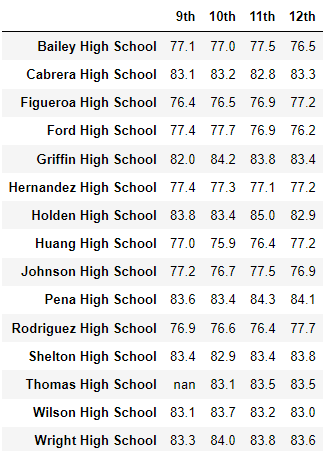 9th 10th 11th 12th
Bailey High School 77.1 77.0 77.5 76.5
Cabrera High School 83.1 83.2 82.8 83.3
Figueroa High School 76.4 76.5 76.9 77.2
Ford High School 77.4 77.7 76.9 76.2
Griffin High School 82.0 84.2 83.8 83.4
Hernandez High School 77.4 77.3 77.1 77.2
Holden High School 83.8 83.4 85.0 82.9
Huang High School 77.0 75.9 76.4 77.2
Johnson High School 77.2 76.7 77.5 76.9
Pena High School 83.6 83.4 84.3 84.1
Rodriguez High School 76.9 76.6 76.4 77.7
Shelton High School 83.4 82.9 83.4 83.8
Thomas High School nan 83.1 83.5 83.5
Wilson High School 83.1 83.7 83.2 83.0
Wright High School 83.3 84.0 83.8 83.6